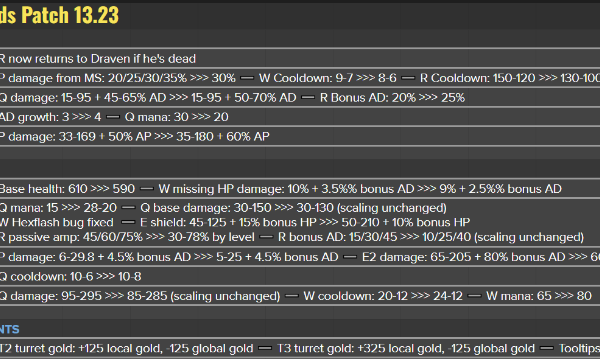 ds Patch 13.23
R now returns to Draven if he's dead
P damage from MS: 20/25/30/35% >>> 30% — W Cooldown: 9-7 >>> 8-6 — R Cooldown: 150-120 >>> 130-100
Q damage: 15-95 + 45-65% AD >>> 15-95 + 50-70% AD — R Bonus AD: 20% >>> 25%
AD growth: 3 >>> 4 — Q mana: 30 >>> 20
P damage: 33-169 + 50% AP >>> 35-180 + 60% AP
Base health: 610 >>> 590 — W missing HP damage: 10% + 3.5%% bonus AD >>> 9% + 2.5%% bonus AD
Q mana: 15 >>> 28-20 — Q base damage: 30-150 >>> 30-130 (scaling unchanged)
W Hexflash bug fixed — E shield: 45-125 + 15% bonus HP >>> 50-210 + 10% bonus HP
R passive amp: 45/60/75% >>> 30-78% by level — R bonus AD: 15/30/45 >>> 10/25/40 (scaling unchanged)
P damage: 6-29.8 + 4.5% bonus AD >>> 5-25 + 4.5% bonus AD — E2 damage: 65-205 + 80% bonus AD >>> 6
Q cooldown: 10-6 >>> 10-8
Q damage: 95-295 >>> 85-285 (scaling unchanged) — W cooldown: 20-12 >>> 24-12 — W mana: 65 >>> 80
NTS
T2 turret gold: +125 local gold, -125 global gold — T3 turret gold: +325 local gold, -125 global gold — Tooltips